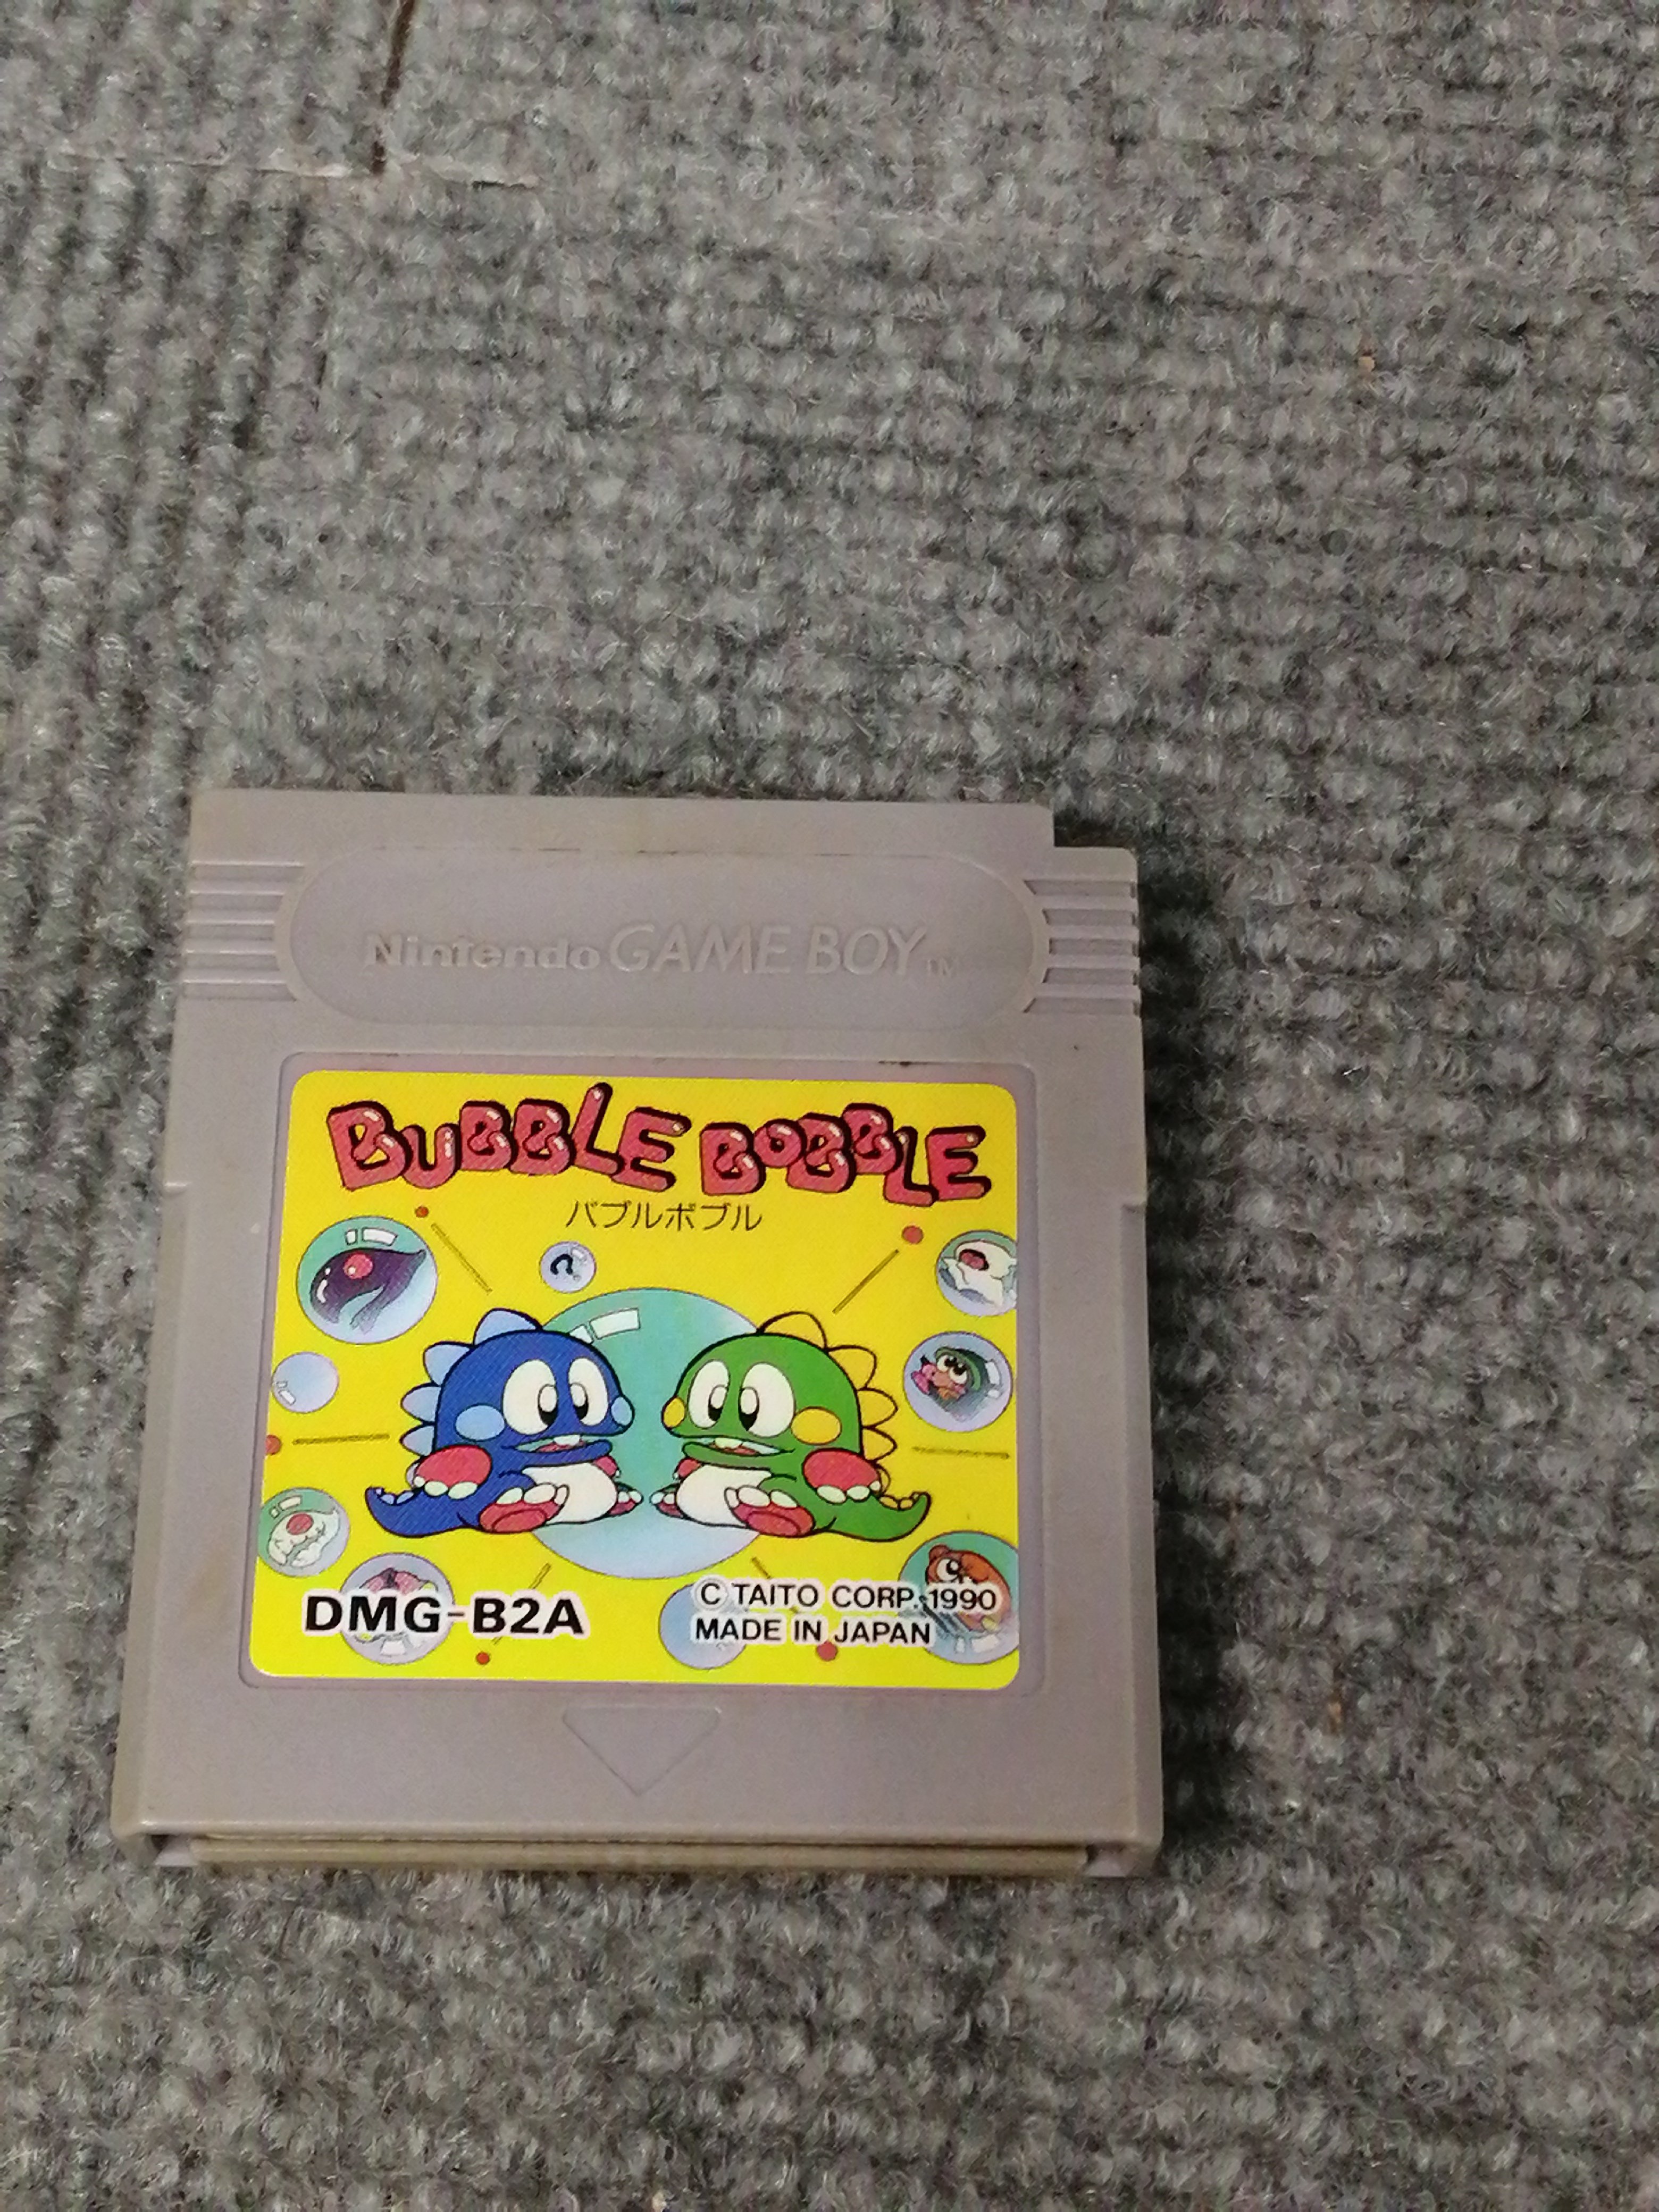 Nintendo GAME BOY TM
BUBBLE BOBBLE
バブルボブル
DMG-B2A
C TAITO CORP. 1990
MADE IN JAPAN